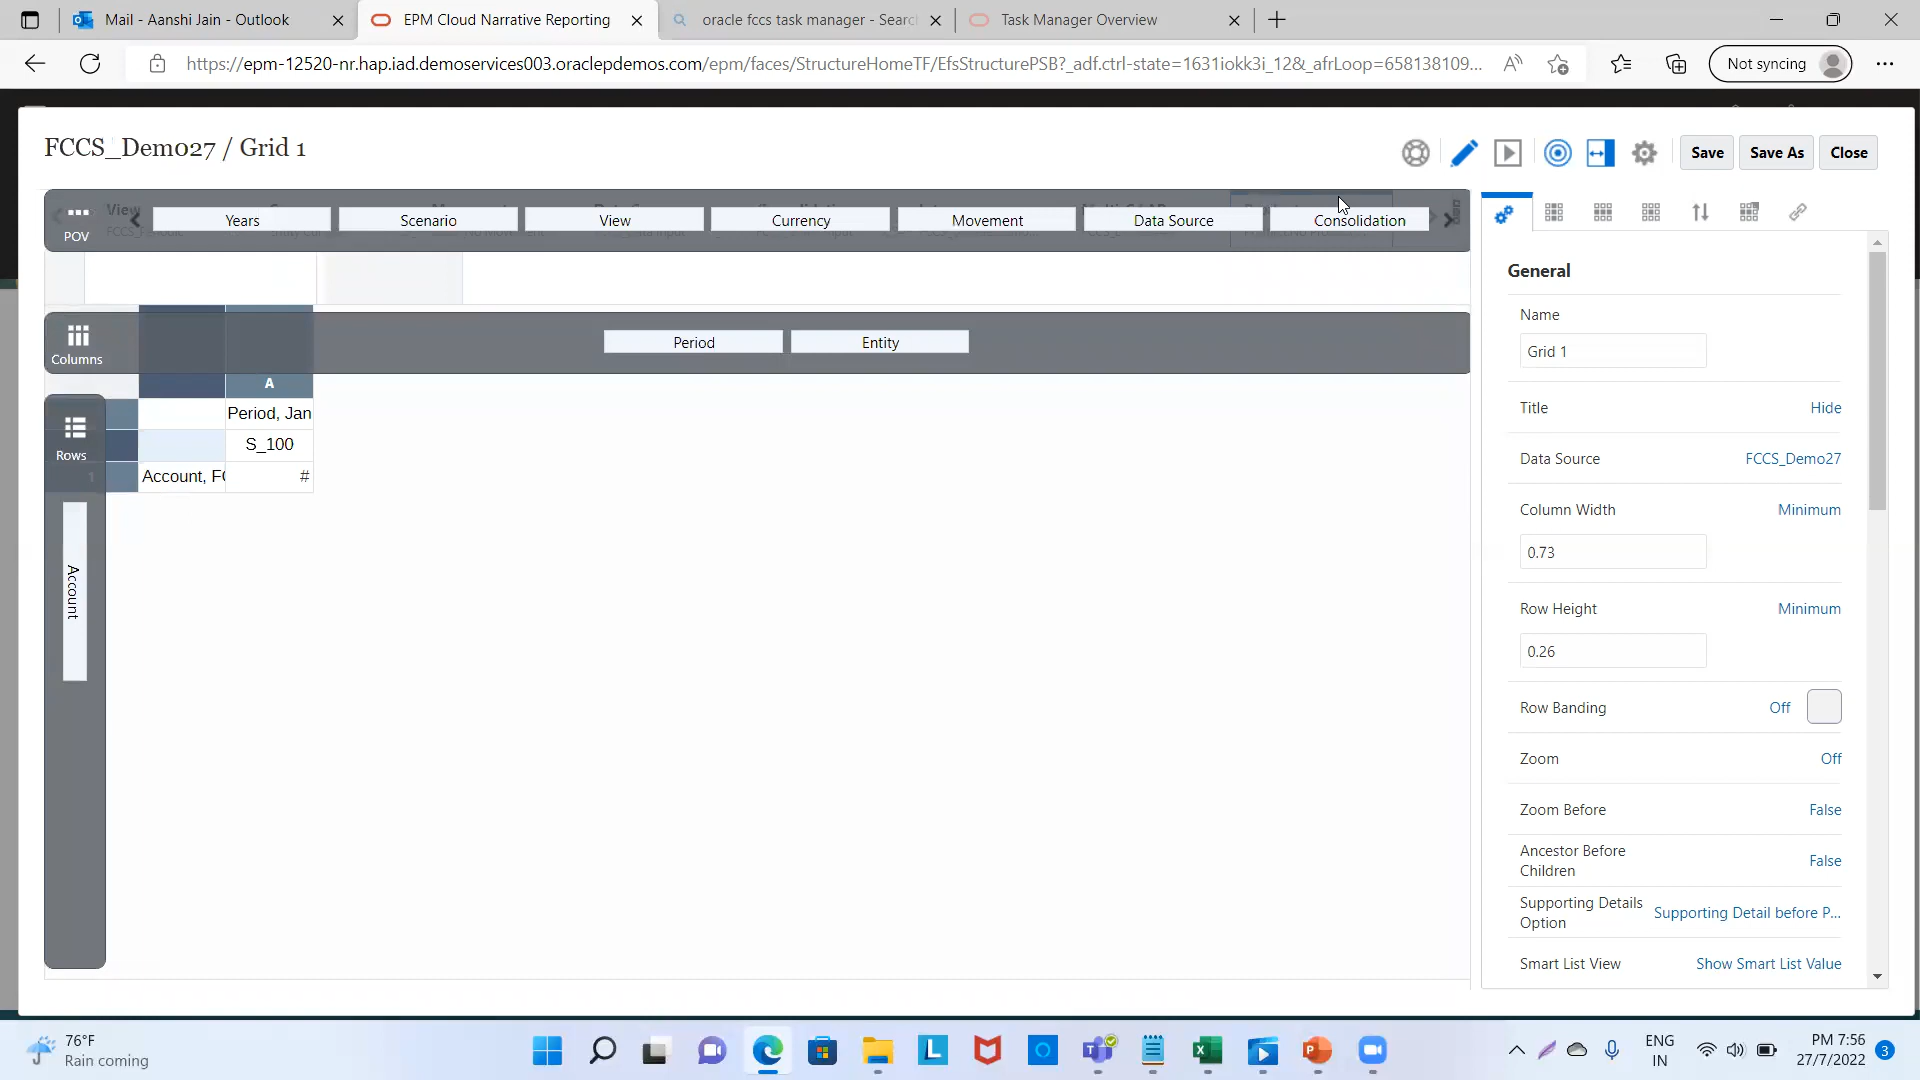 Mail - Aanshi Jain - Outlook
EPM Cloud Narrative Reporting
oracle fccs task manager - Searc
Task Manager Overview
https://epm-12520-nr.hap.iad.demoservices003.oraclepdemos.com/epm/faces/StructureHomeTF/EfsStructurePSB?_adf.ctrl-state=1631iokk3i_12&_afrLoop=658138109...
Not syncing
FCCS_Demo27 / Grid 1
Save
Save As
Close
POV
Years
Scenario
View
Currency
Movement
Data Source
Consolidation
Columns
Period
Entity
A
Period, Jan
S_100
Rows
1
Account, F
#
Account
General
Name
Grid 1
Title
Hide
Data Source
FCCS_Demo27
Column Width
Minimum
0.73
Row Height
Minimum
0.26
Row Banding
Off
Zoom
Off
Zoom Before
False
Ancestor Before
Children
False
Supporting Details
Option
Supporting Detail before P...
Smart List View
Show Smart List Value
76°F
Rain coming
ENG
IN
PM 7:56
27/7/2022
3